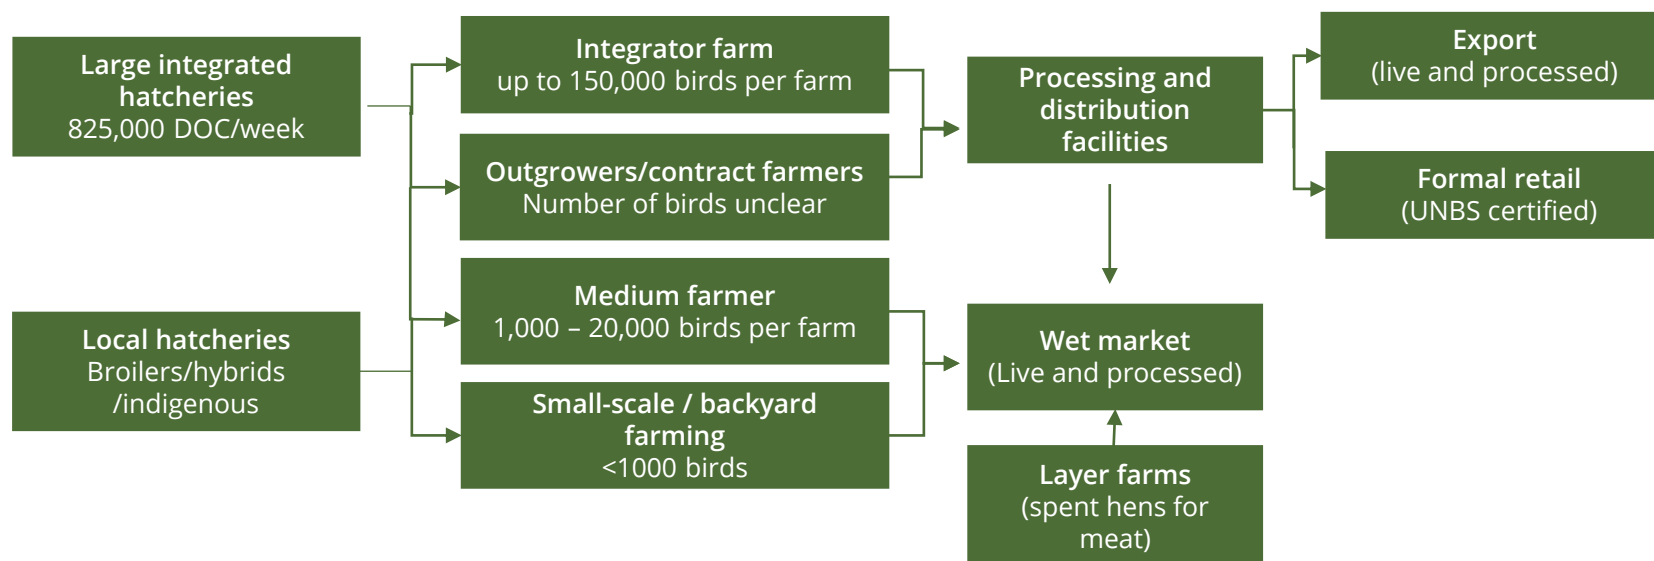 Large integrated
hatcheries
825,000 DOC/week
Local hatcheries
Broilers/hybrids
/indigenous
Integrator farm
up to 150,000 birds per farm
Outgrowers/contract farmers
Number of birds unclear
Medium farmer
1,000 – 20,000 birds per farm
Small-scale / backyard
farming
<1000 birds
Processing and
distribution
facilities
Wet market
(Live and processed)
Layer farms
(spent hens for
meat)
Export
(live and processed)
Formal retail
(UNBS certified)